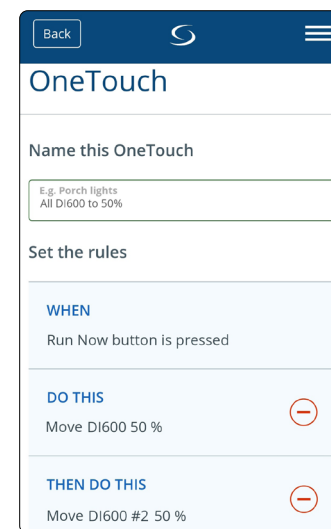 Back
OneTouch
Name this OneTouch
E.g. Porch lights
All DI600 to 50%
Set the rules
WHEN
Run Now button is pressed
DO THIS
Move DI600 50 %
THEN DO THIS
Move DI600 #2 50 %